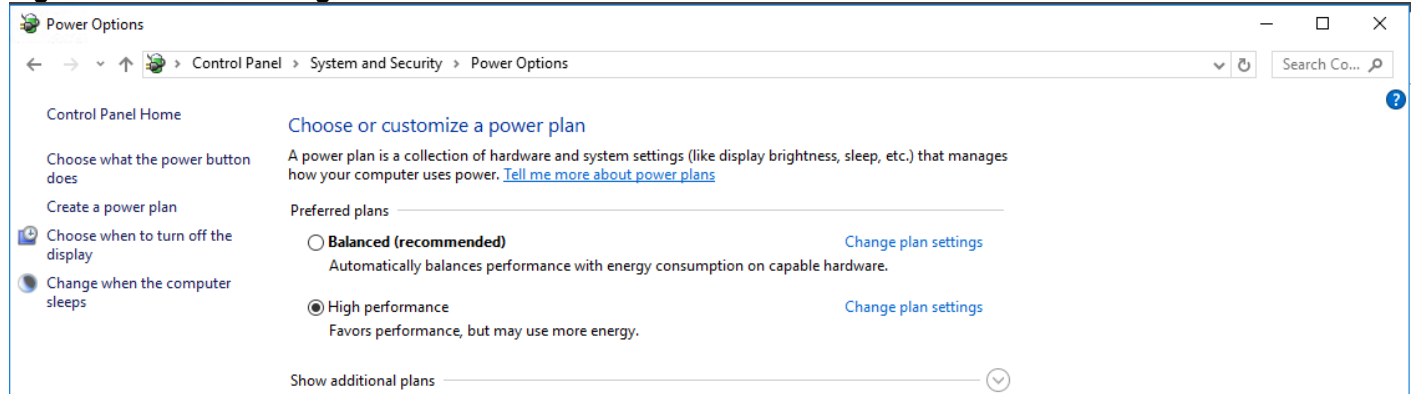 Power Options
Control Panel > System and Security > Power Options
Search Co...
Control Panel Home
Choose what the power button
does
Create a power plan
Choose when to turn off the
display
Change when the computer
sleeps
Choose or customize a power plan
A power plan is a collection of hardware and system settings (like display brightness, sleep, etc.) that manages
how your computer uses power. Tell me more about power plans
Preferred plans
Balanced (recommended)
Change plan settings
Automatically balances performance with energy consumption on capable hardware.
High performance
Change plan settings
Favors performance, but may use more energy.
Show additional plans